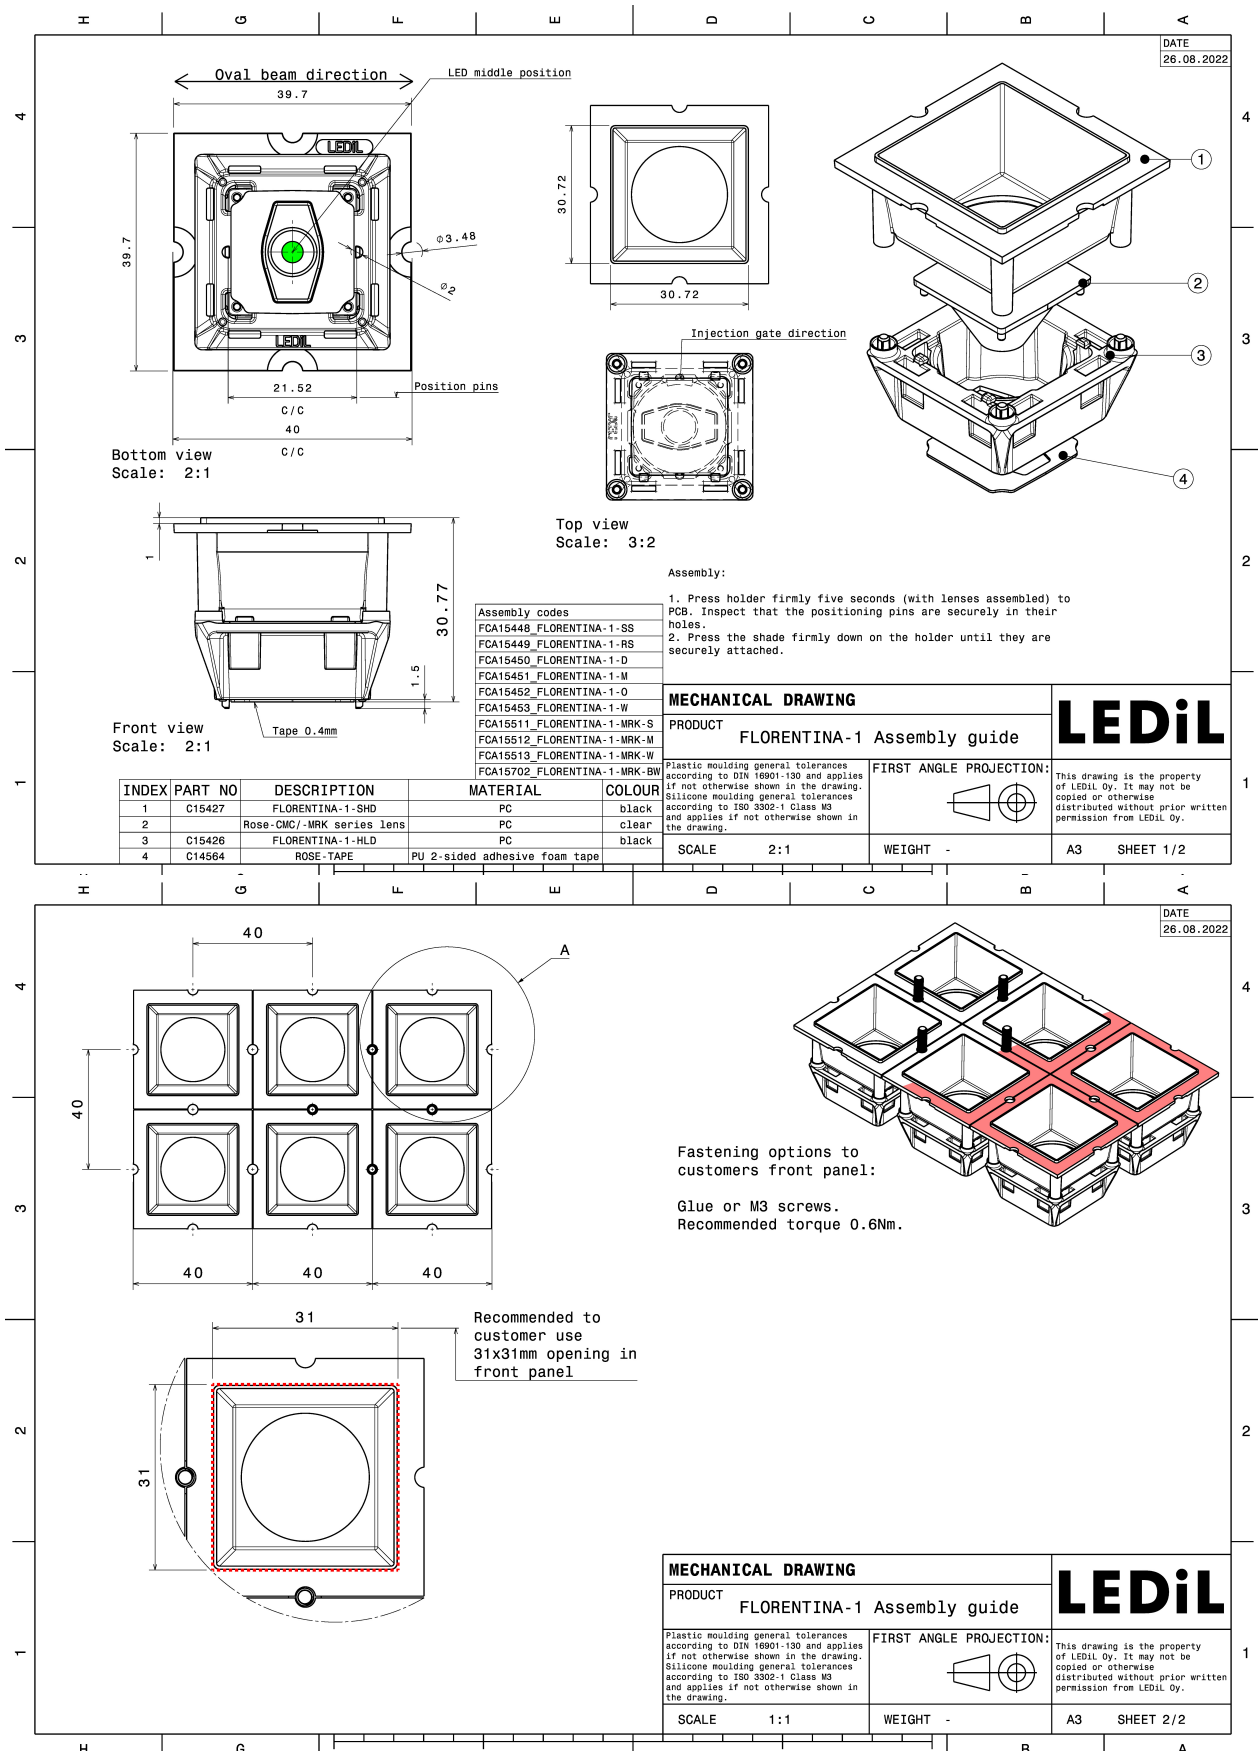 H G F E D C B A
DATE
26.08.2022
Oval beam direction
LED middle position
39.7
4
4
LEDiL
1
30.72
39.7
ø3.48
ø2
2
30.72
3
LEDiL
Injection gate direction
3
3
21.52
Position pins
C/C
40
C/C
Bottom view
Scale: 2:1
4
Top view
Scale: 3:2
1
2
2
30.77
Assembly:
1. Press holder firmly five seconds (with lenses assembled) to
PCB. Inspect that the positioning pins are securely in their
holes.
2. Press the shade firmly down on the holder until they are
securely attached.
Assembly codes
FCA15448_FLORENTINA-1-SS
FCA15449_FLORENTINA-1-RS
FCA15450_FLORENTINA-1-D
FCA15451_FLORENTINA-1-M
FCA15452_FLORENTINA-1-O
FCA15453_FLORENTINA-1-W
FCA15511_FLORENTINA-1-MRK-S
FCA15512_FLORENTINA-1-MRK-M
FCA15513_FLORENTINA-1-MRK-W
FCA15702_FLORENTINA-1-MRK-BW
1.5
Front view
Scale: 2:1
Tape 0.4mm
MECHANICAL DRAWING
PRODUCT
FLORENTINA-1 Assembly guide
LEDiL
Plastic moulding general tolerances
according to DIN 16901-130 and applies
if not otherwise shown in the drawing.
Silicone moulding general tolerances
according to ISO 3302-1 Class M3
and applies if not otherwise shown in
the drawing.
FIRST ANGLE PROJECTION:
This drawing is the property
of LEDiL Oy. It may not be
copied or otherwise
distributed without prior written
permission from LEDiL Oy.
1
1
INDEX PART NO DESCRIPTION MATERIAL COLOUR
1 C15427 FLORENTINA-1-SHD PC black
2 Rose-CMC/-MRK series lens PC clear
3 C15426 FLORENTINA-1-HLD PC black
4 C14564 ROSE-TAPE PU 2-sided adhesive foam tape
SCALE 2:1 WEIGHT - A3 SHEET 1/2
H G F E D C B A
DATE
26.08.2022
40
A
4
4
40
Fastening options to
customers front panel:
Glue or M3 screws.
Recommended torque 0.6Nm.
3
3
40 40 40
31
Recommended to
customer use
31x31mm opening in
front panel
2
2
31
MECHANICAL DRAWING
PRODUCT
FLORENTINA-1 Assembly guide
LEDiL
Plastic moulding general tolerances
according to DIN 16901-130 and applies
if not otherwise shown in the drawing.
Silicone moulding general tolerances
according to ISO 3302-1 Class M3
and applies if not otherwise shown in
the drawing.
FIRST ANGLE PROJECTION:
This drawing is the property
of LEDiL Oy. It may not be
copied or otherwise
distributed without prior written
permission from LEDiL Oy.
1
1
SCALE 1:1 WEIGHT - A3 SHEET 2/2
H G B A